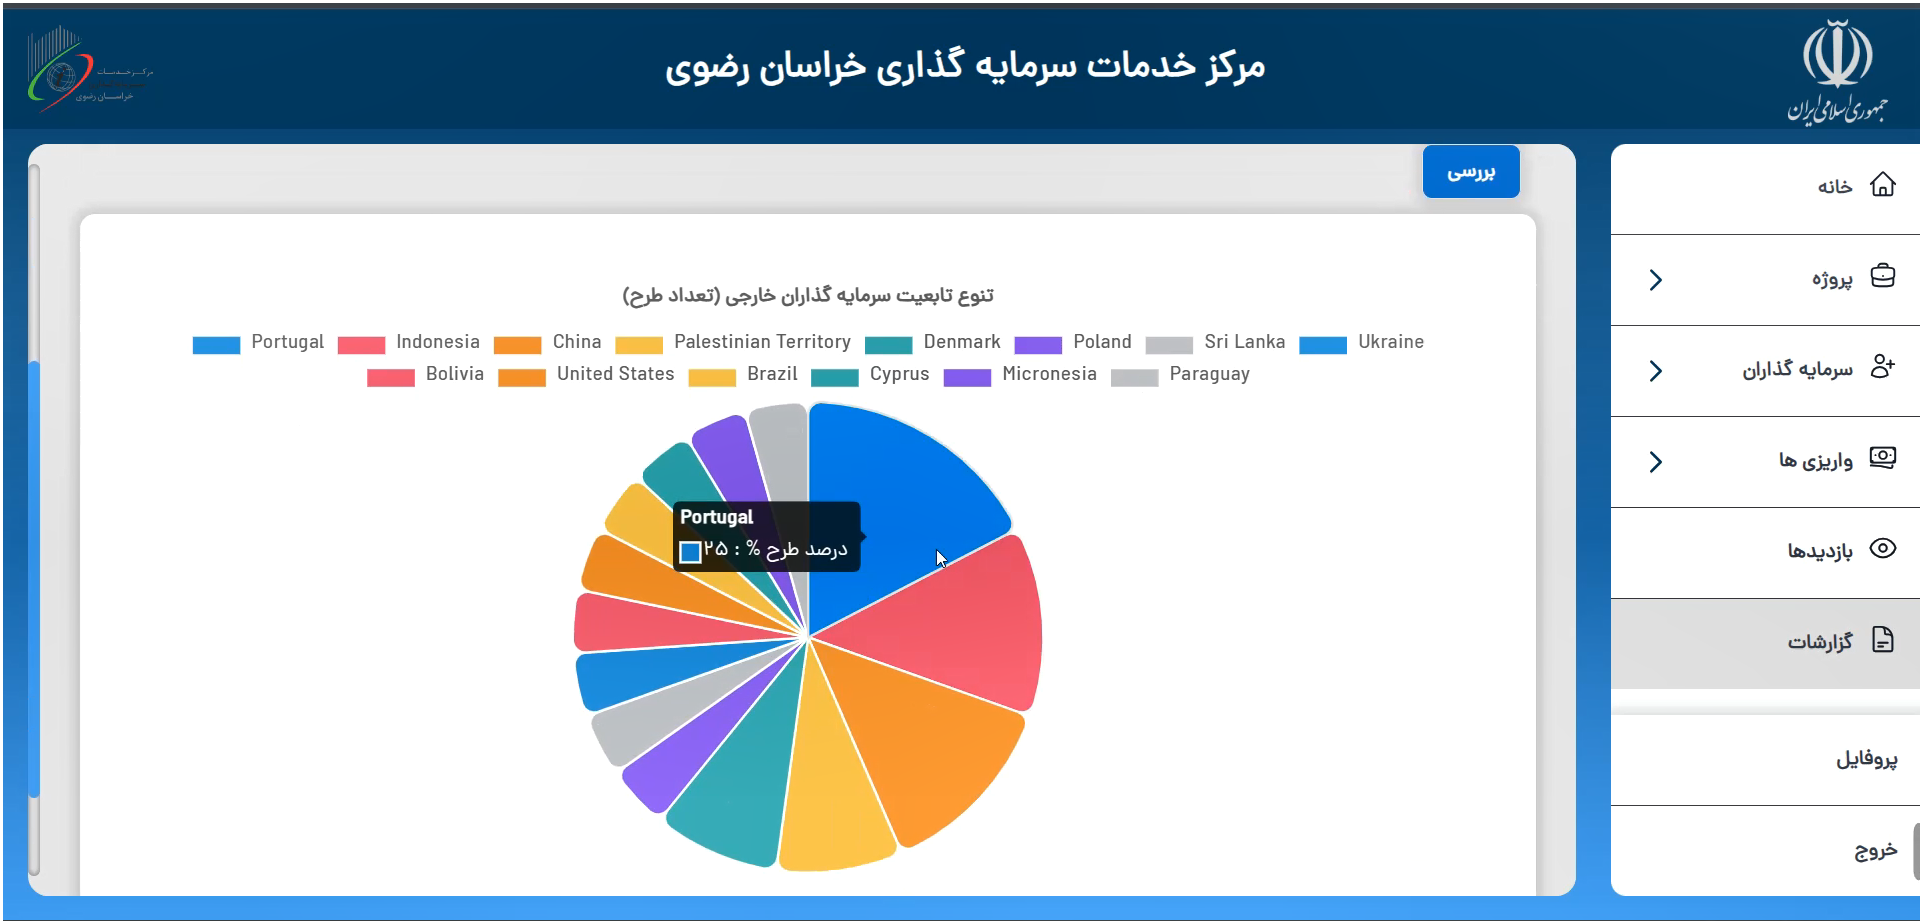 جمهوری اسلامی ایران
مرکز خدمات سرمایه گذاری خراسان رضوی
مرکز خدمات
خراسان رضوی
خانه
پروژه
سرمایه گذاران
واریزی ها
بازدیدها
گزارشات
پروفایل
خروج
بررسی
تنوع تابعیت سرمایه گذاران خارجی (تعداد طرح)
Portugal Indonesia China Palestinian Territory Denmark Poland Sri Lanka Ukraine
Bolivia United States Brazil Cyprus Micronesia Paraguay
Portugal
درصد طرح % : ۲۵